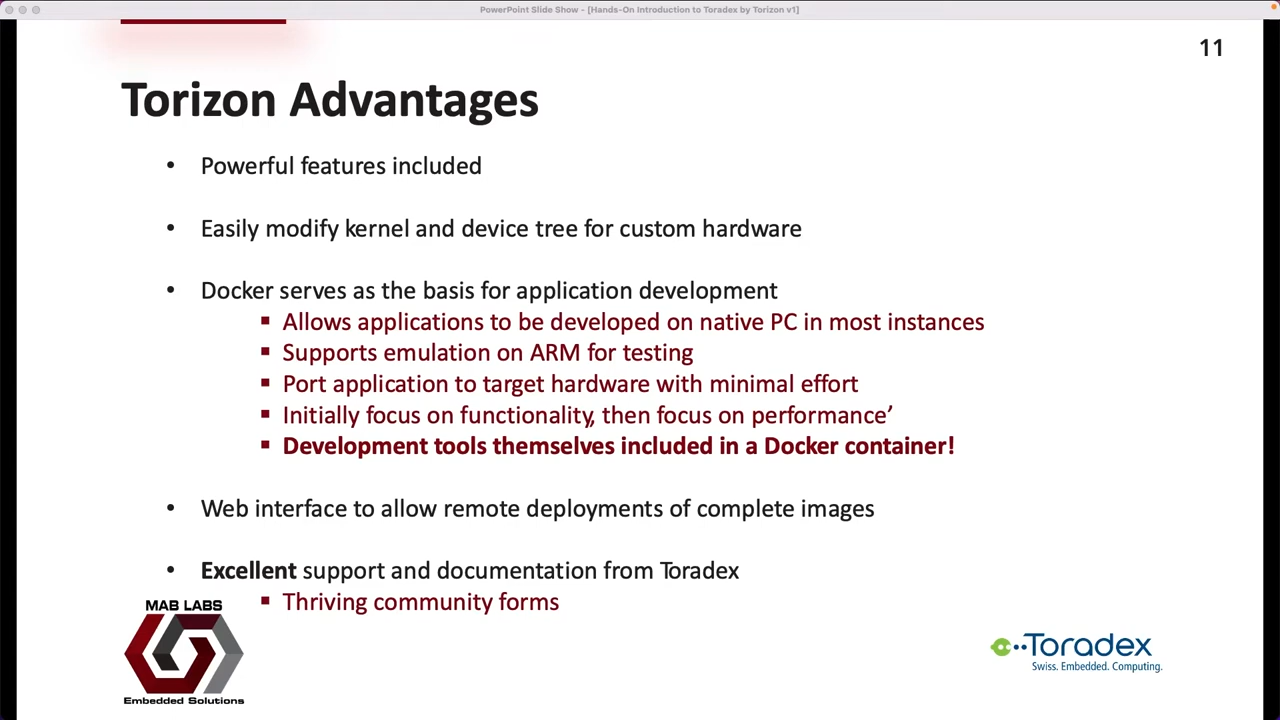 PowerPoint Slide Show - [Hands-On Introduction to Toradex by Torizon v1]
11
Torizon Advantages
• Powerful features included
• Easily modify kernel and device tree for custom hardware
• Docker serves as the basis for application development
▪ Allows applications to be developed on native PC in most instances
▪ Supports emulation on ARM for testing
▪ Port application to target hardware with minimal effort
▪ Initially focus on functionality, then focus on performance’
▪ Development tools themselves included in a Docker container!
• Web interface to allow remote deployments of complete images
• Excellent support and documentation from Toradex
▪ Thriving community forms
MAB LABS
Embedded Solutions
Toradex
Swiss. Embedded. Computing.